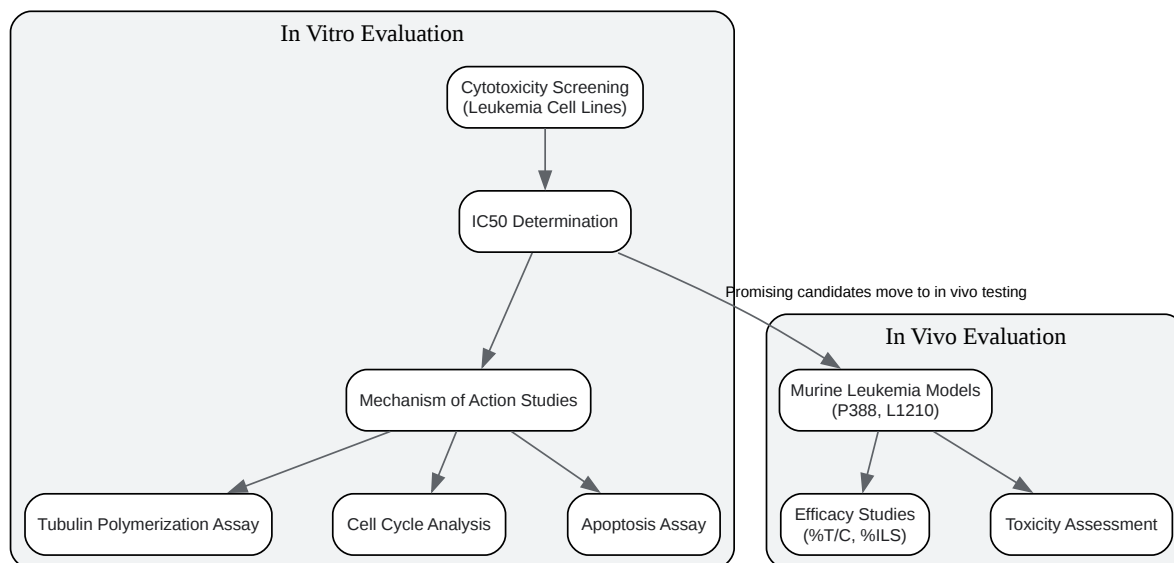 In Vitro Evaluation
Cytotoxicity Screening
(Leukemia Cell Lines)
IC50 Determination
Promising candidates move to in vivo testing
In Vivo Evaluation
Mechanism of Action Studies
Murine Leukemia Models
(P388, L1210)
Tubulin Polymerization Assay
Cell Cycle Analysis
Apoptosis Assay
Efficacy Studies
(%T/C, %ILS)
Toxicity Assessment